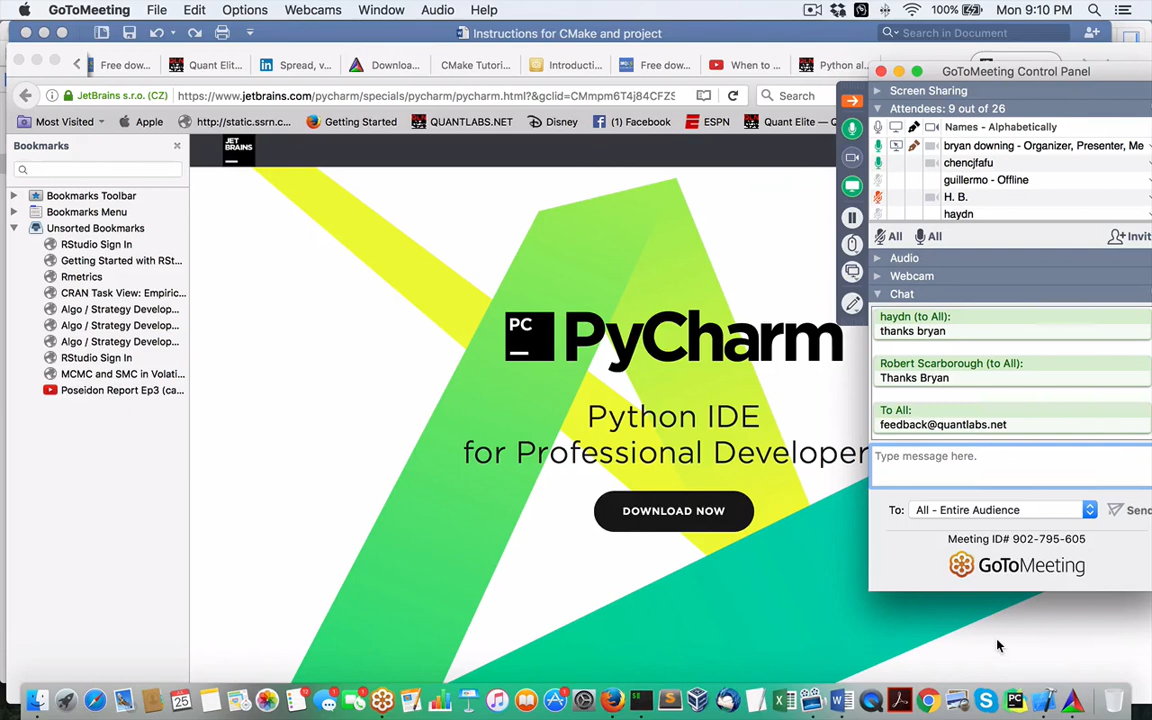 GoToMeeting File Edit Options Webcams Window Audio Help 100% Mon 9:10 PM
Instructions for CMake and project
Search in Document
Free dow... Quant Elit... Spread, v... Downloa... CMake Tutori... Introducti... Free dow... When to ... Python al...
GoToMeeting Control Panel
JetBrains s.r.o. (CZ) https://www.jetbrains.com/pycharm/specials/pycharm/pycharm.html?&gclid=CMmpm6T4j84CFZS Search
Most Visited Apple http://static.ssrn.c... Getting Started QUANTLABS.NET Disney (1) Facebook ESPN Quant Elite ...
Bookmarks
Bookmarks Toolbar
Bookmarks Menu
Unsorted Bookmarks
RStudio Sign In
Getting Started with RSt...
Rmetrics
CRAN Task View: Empiric...
Algo / Strategy Develop...
Algo / Strategy Develop...
Algo / Strategy Develop...
RStudio Sign In
MCMC and SMC in Volati...
Poseidon Report Ep3 (ca...
JET
BRAINS
PC
PyCharm
Python IDE
for Professional Developer
DOWNLOAD NOW
Screen Sharing
Attendees: 9 out of 26
Names - Alphabetically
bryan downing - Organizer, Presenter, Me
chencjfafu
guillermo - Offline
H. B.
haydn
All All Invit
Audio
Webcam
Chat
haydn (to All):
thanks bryan
Robert Scarborough (to All):
Thanks Bryan
To All:
feedback@quantlabs.net
Type message here.
To: All - Entire Audience Send
Meeting ID# 902-795-605
GoToMeeting